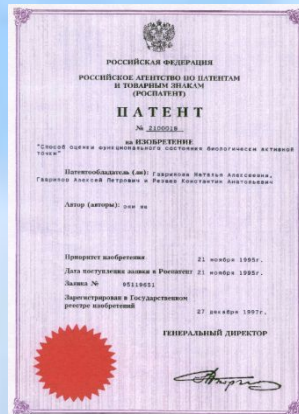 РОССИЙСКАЯ ФЕДЕРАЦИЯ
РОССИЙСКОЕ АГЕНТСТВО ПО ПАТЕНТАМ
И ТОВАРНЫМ ЗНАКАМ
(РОСПАТЕНТ)
ПАТЕНТ
№ 2100018
на ИЗОБРЕТЕНИЕ
"Способ оценки функционального состояния биологически активной
точки"
Патентообладатель (ли): Гаврилова Наталья Алексеевна,
Гаврилов Алексей Петрович и Константин Анатольевич
Автор (авторы): они же
Приоритет изобретения 21 ноября 1995г.
Дата поступления заявки в Роспатент 21 ноября 1995г.
Заявка № 95119651
Зарегистрирован в Государственном
реестре изобретений
27 декабря 1997г.
ГЕНЕРАЛЬНЫЙ ДИРЕКТОР